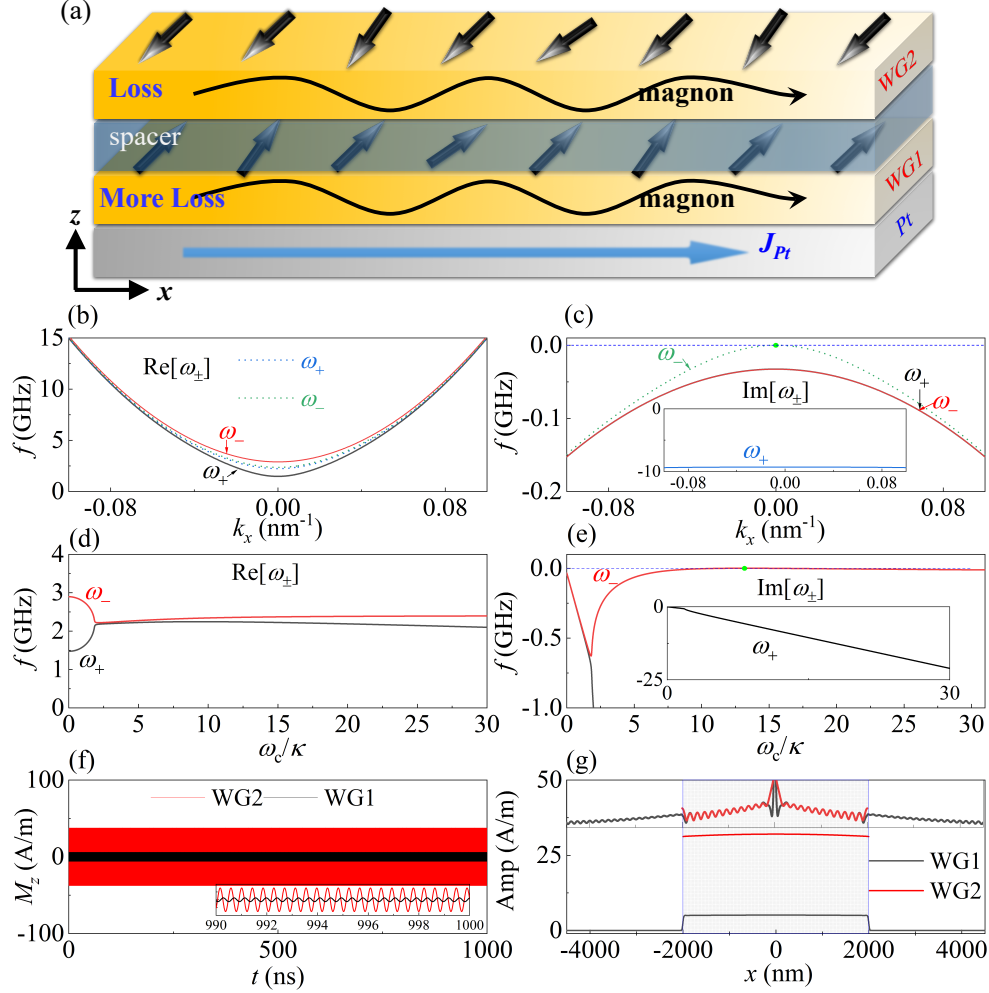 (a)
Loss
magnon
WG2
spacer
More Loss
magnon
WG1
z
x
J_Pt
Pt
(b)
(c)
f (GHz)
15
10
5
0
Re[ω±]
ω+
ω−
ω−
ω+
-0.08
0.00
0.08
k_x (nm⁻¹)
f (GHz)
0.0
-0.1
-0.2
ω−
Im[ω±]
ω+
ω−
0
-10
ω+
-0.08
0.00
0.08
-0.08
0.00
0.08
k_x (nm⁻¹)
(d)
(e)
f (GHz)
4
3
2
1
0
Re[ω±]
ω−
ω+
0
5
10
15
20
25
30
ω_c/κ
f (GHz)
0.0
-0.5
-1.0
ω−
Im[ω±]
0
-25
ω+
0
30
0
5
10
15
20
25
30
ω_c/κ
(f)
(g)
M_z (A/m)
100
50
0
-50
-100
WG2
WG1
990
992
994
996
998
1000
0
250
500
750
1000
t (ns)
Amp (A/m)
50
25
0
WG1
WG2
-4000
-2000
0
2000
4000
x (nm)